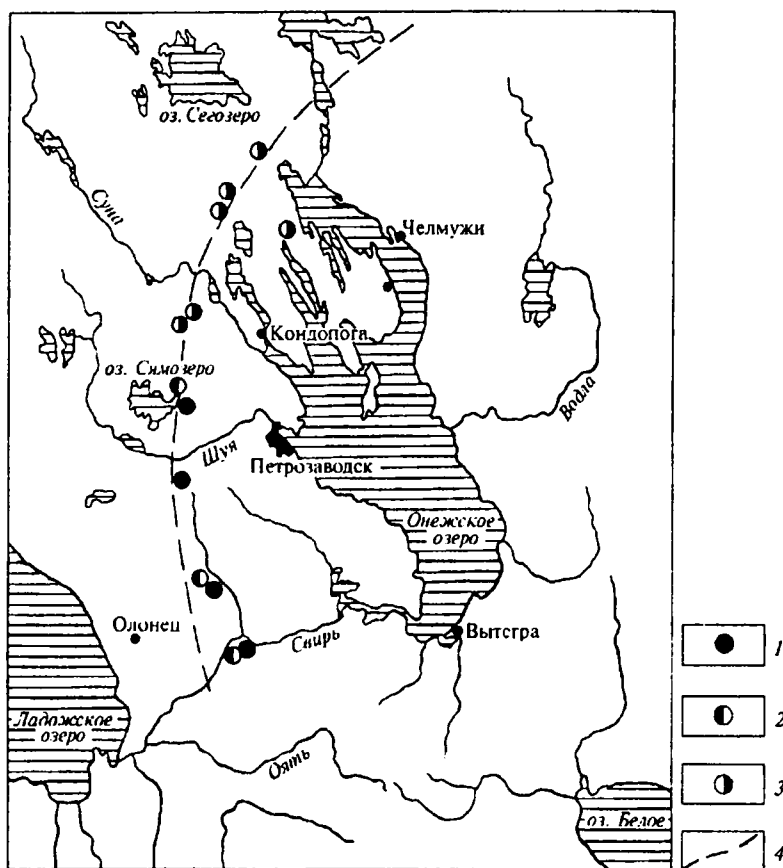 оз. Сегозеро
Суна
Челмужи
Кондопога
оз. Сямозеро
Водла
Шуя
Петрозаводск
Онежское
озеро
Олонец
Свирь
Вытегра
1
Ладожское
озеро
2
Оять
3
оз. Белое
4